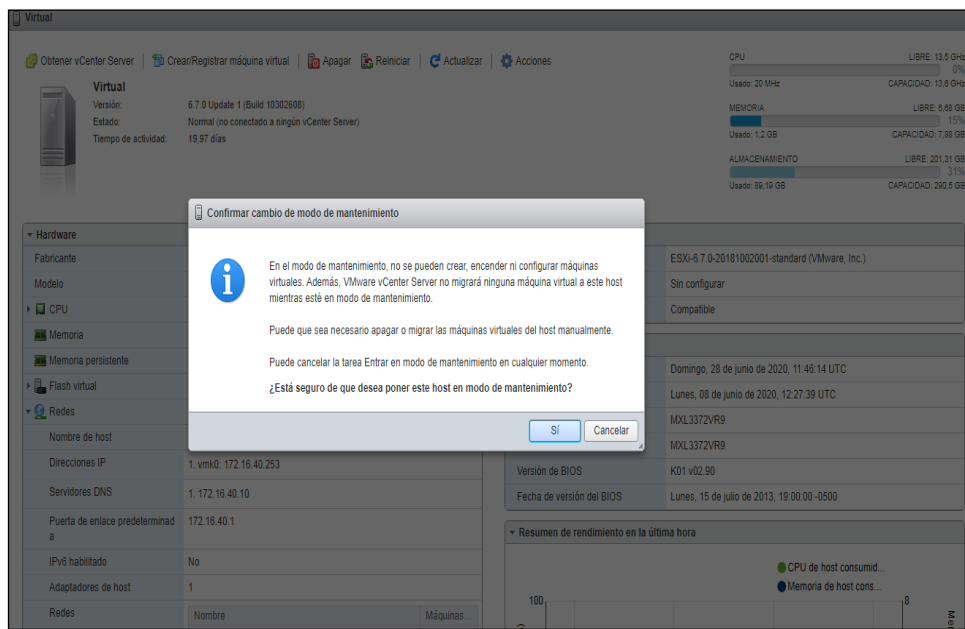 Virtual
Obtener vCenter Server
Crear/Registrar máquina virtual
Apagar
Reiniciar
Actualizar
Acciones
Virtual
Versión: 6.7.0 Update 1 (Build 10302608)
Estado: Normal (no conectado a ningún vCenter Server)
Tiempo de actividad: 19,97 días
CPU LIBRE: 13,5 GHz
0%
Usado: 20 MHz CAPACIDAD: 13,6 GHz
MEMORIA LIBRE: 6,68 GB
15%
Usado: 1,2 GB CAPACIDAD: 7,88 GB
ALMACENAMIENTO LIBRE: 201,31 GB
31%
Usado: 89,19 GB CAPACIDAD: 290,5 GB
Confirmar cambio de modo de mantenimiento
En el modo de mantenimiento, no se pueden crear, encender ni configurar máquinas
virtuales. Además, VMware vCenter Server no migrará ninguna máquina virtual a este host
mientras esté en modo de mantenimiento.
Puede que sea necesario apagar o migrar las máquinas virtuales del host manualmente.
Puede cancelar la tarea Entrar en modo de mantenimiento en cualquier momento.
¿Está seguro de que desea poner este host en modo de mantenimiento?
Sí
Cancelar
Hardware
Fabricante
Modelo
CPU
Memoria
Memoria persistente
Flash virtual
Redes
Nombre de host
Direcciones IP 1. vmk0: 172.16.40.253
Servidores DNS 1. 172.16.40.10
Puerta de enlace predeterminad 172.16.40.1
a
IPv6 habilitado No
Adaptadores de host 1
Redes Nombre Máquinas...
ESXi-6.7.0-20181002001-standard (VMware, Inc.)
Sin configurar
Compatible
Domingo, 28 de junio de 2020, 11:46:14 UTC
Lunes, 08 de junio de 2020, 12:27:39 UTC
MXL3372VR9
MXL3372VR9
Versión de BIOS K01 v02.90
Fecha de versión del BIOS Lunes, 15 de julio de 2013, 19:00:00 -0500
Resumen de rendimiento en la última hora
CPU de host consumid...
Memoria de host cons...
100
8